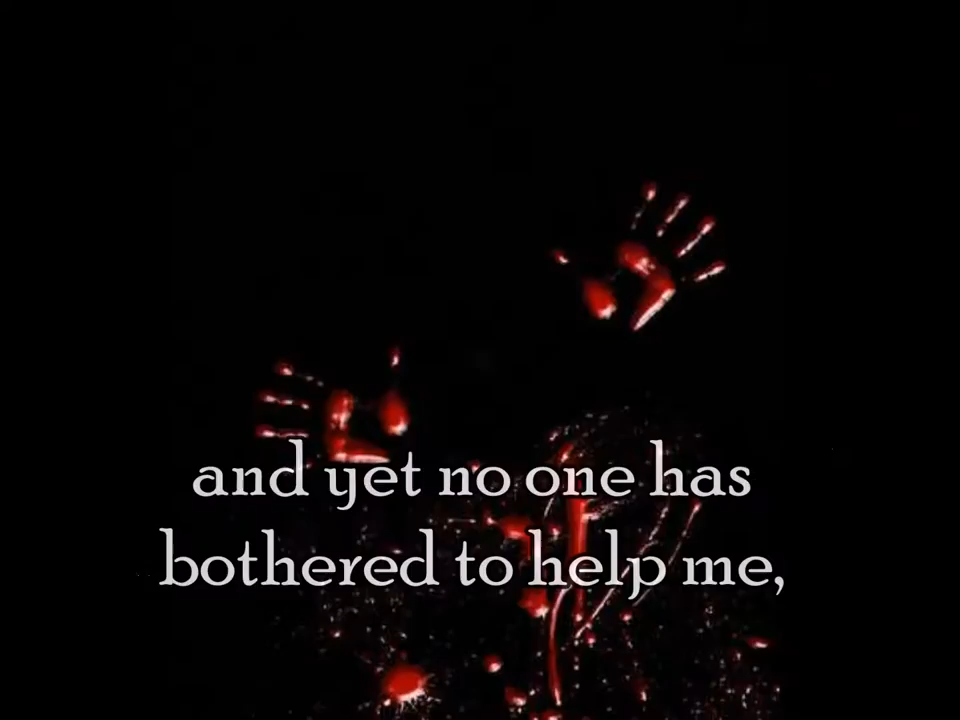 and yet no one has
bothered to help me,